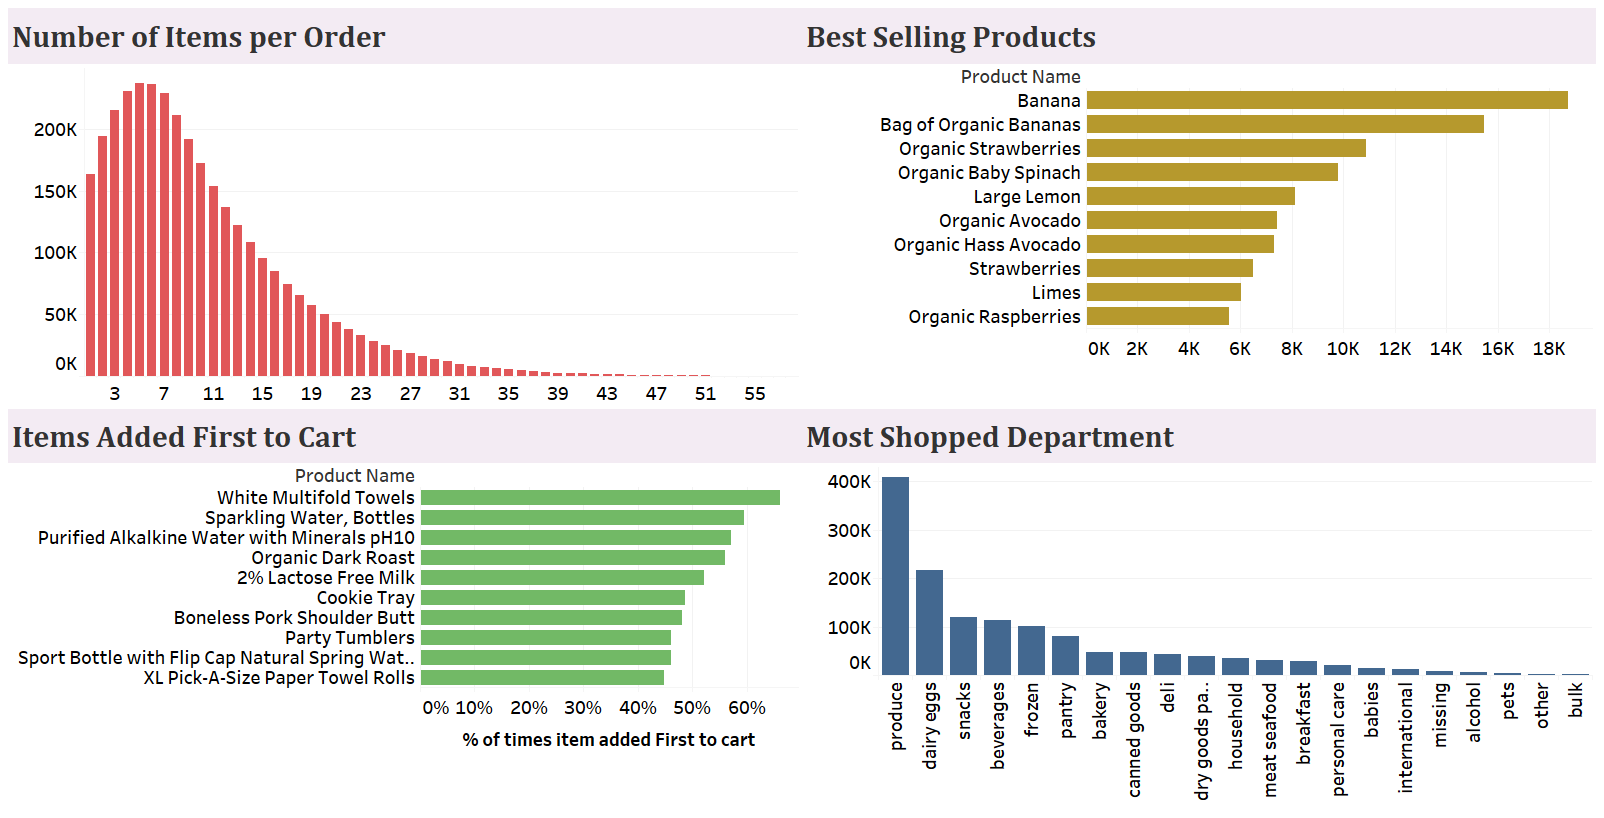 Number of Items per Order
200K
150K
100K
50K
0K
3 7 11 15 19 23 27 31 35 39 43 47 51 55
Best Selling Products
Product Name
Banana
Bag of Organic Bananas
Organic Strawberries
Organic Baby Spinach
Large Lemon
Organic Avocado
Organic Hass Avocado
Strawberries
Limes
Organic Raspberries
0K 2K 4K 6K 8K 10K 12K 14K 16K 18K
Items Added First to Cart
Product Name
White Multifold Towels
Sparkling Water, Bottles
Purified Alkalkine Water with Minerals pH10
Organic Dark Roast
2% Lactose Free Milk
Cookie Tray
Boneless Pork Shoulder Butt
Party Tumblers
Sport Bottle with Flip Cap Natural Spring Wat..
XL Pick-A-Size Paper Towel Rolls
0% 10% 20% 30% 40% 50% 60%
% of times item added First to cart
Most Shopped Department
400K
300K
200K
100K
0K
produce
dairy eggs
snacks
beverages
frozen
pantry
bakery
canned goods
deli
dry goods pa..
household
meat seafood
breakfast
personal care
babies
international
missing
alcohol
pets
other
bulk